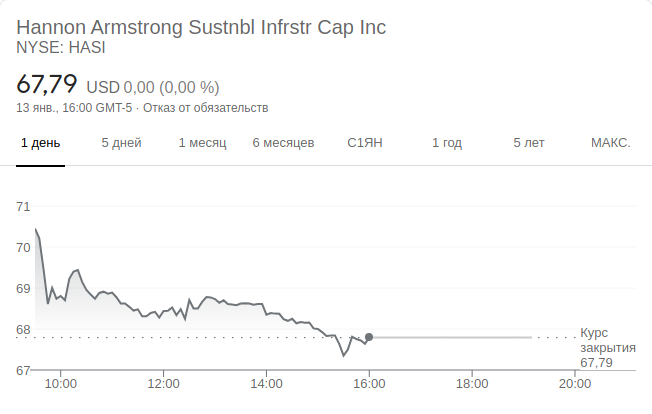 Hannon Armstrong Sustnbl Infrstr Cap Inc
NYSE: HASI
67,79 USD 0,00 (0,00 %)
13 янв., 16:00 GMT-5 · Отказ от обязательств
1 день 5 дней 1 месяц 6 месяцев С1ЯН 1 год 5 лет МАКС.
71
70
69
68
67
Курс
закрытия
67,79
10:00 12:00 14:00 16:00 18:00 20:00